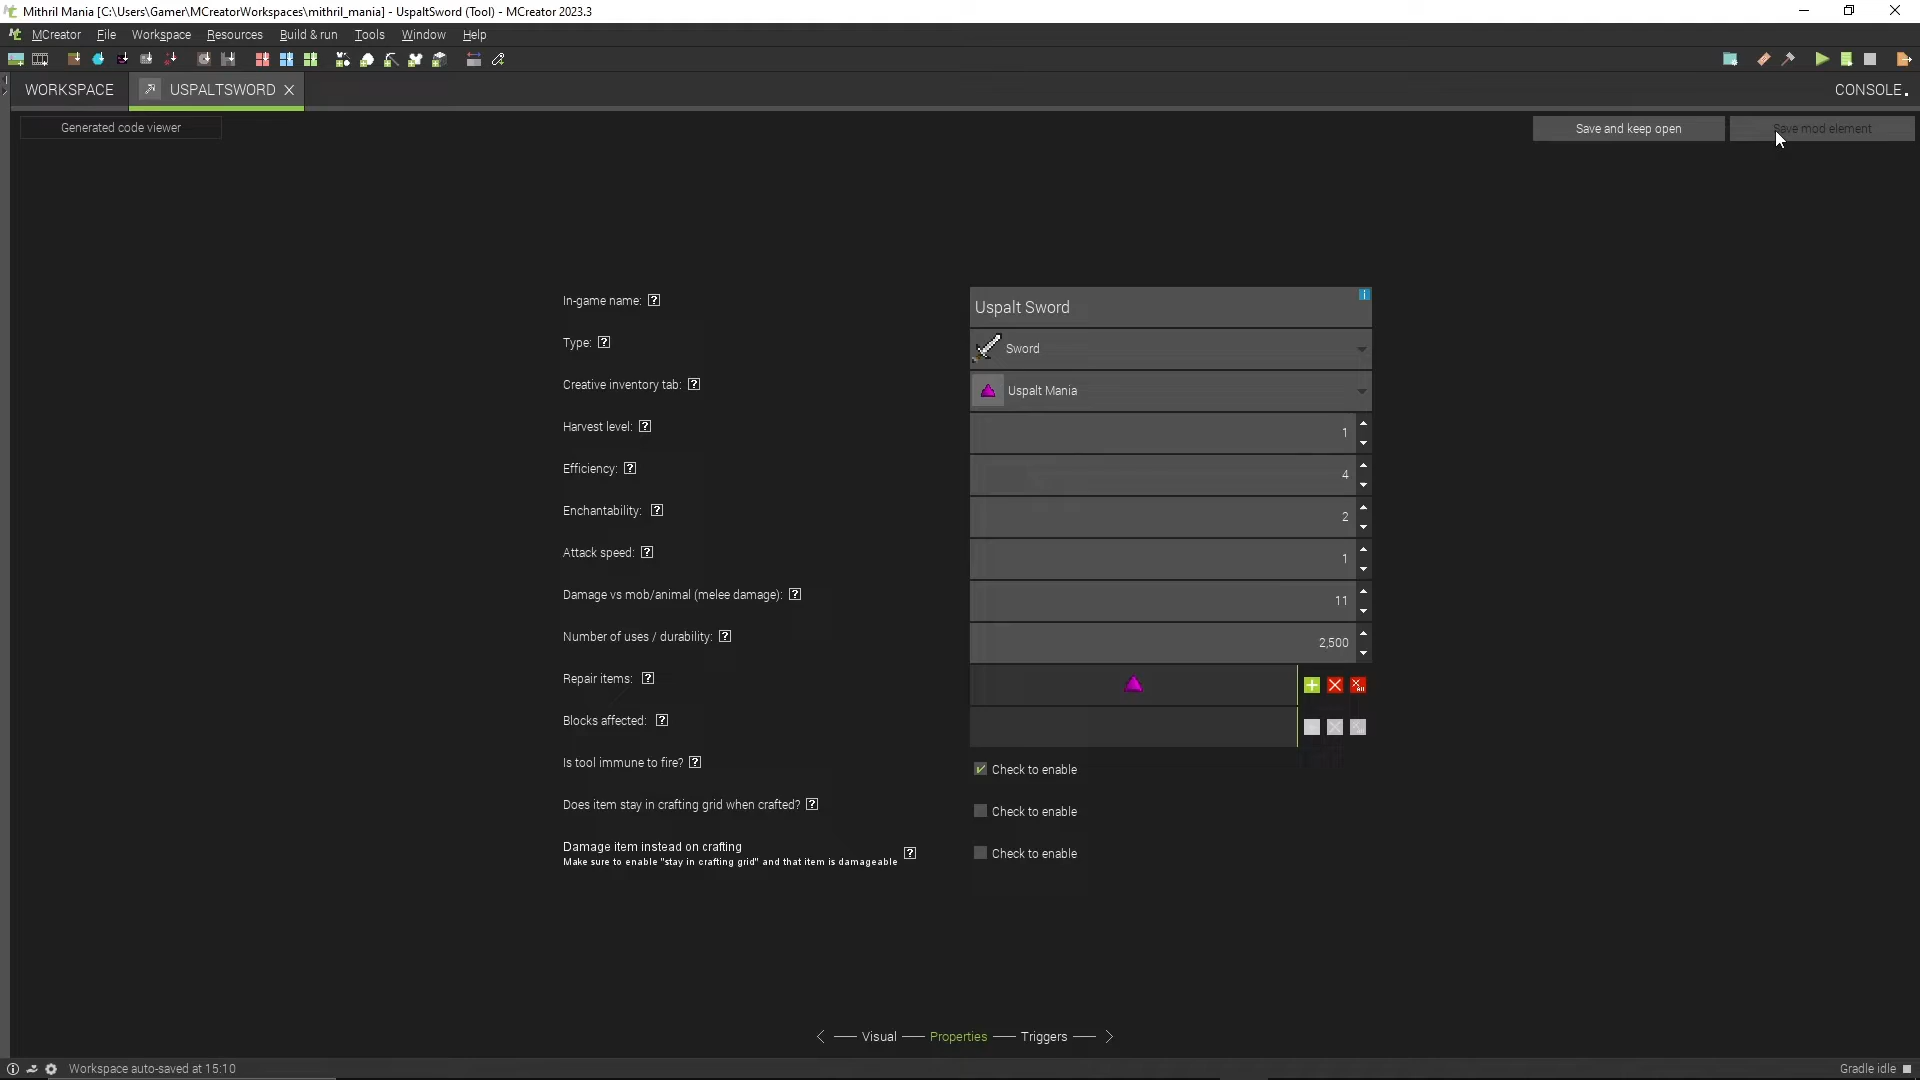 Mithril Mania [C:\Users\Gamer\MCreatorWorkspaces\mithril_mania] - UspaltSword (Tool) - MCreator 2023.3
MCreator File Workspace Resources Build & run Tools Window Help
WORKSPACE USPALTSWORD CONSOLE
Generated code viewer Save and keep open Save mod element
In-game name: ? Uspalt Sword
Type: ? Sword
Creative inventory tab: ? Uspalt Mania
Harvest level: ? 1
Efficiency: ? 4
Enchantability: ? 2
Attack speed: ? 1
Damage vs mob/animal (melee damage): ? 11
Number of uses / durability: ? 2,500
Repair items: ?
Blocks affected: ?
Is tool immune to fire? ? Check to enable
Does item stay in crafting grid when crafted? ? Check to enable
Damage item instead on crafting
Make sure to enable "stay in crafting grid" and that item is damageable ? Check to enable
Visual Properties Triggers
Workspace auto-saved at 15:10 Gradle idle